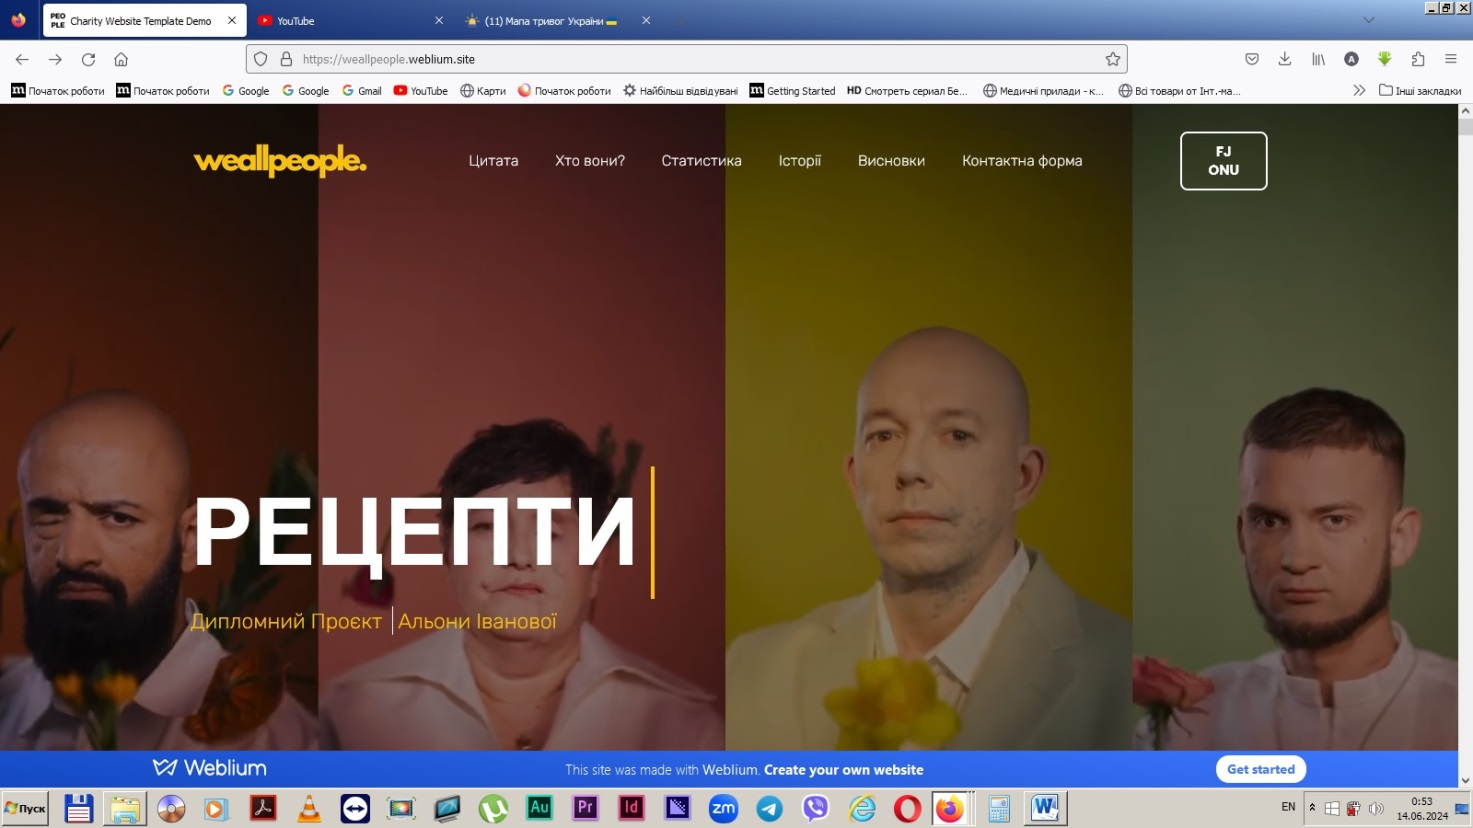 PEO
PLE
Charity Website Template Demo
YouTube
(11) Мапа тривог України
https://weallpeople.weblium.site
Початок роботи
Початок роботи
Google
Google
Gmail
YouTube
Карти
Початок роботи
Найбільш відвідувані
Getting Started
HD Смотреть сериал Бе...
Медичні прилади - к...
Всі товари от Інт.-ма...
Інші закладки
weallpeople.
Цитата
Хто вони?
Статистика
Історії
Висновки
Контактна форма
FJ
ONU
РЕЦЕПТИ
Дипломний Проєкт
Альони Іванової
Weblium
This site was made with Weblium. Create your own website
Get started
Пуск
Au
Pr
Id
zm
W
EN
0:53
14.06.2024